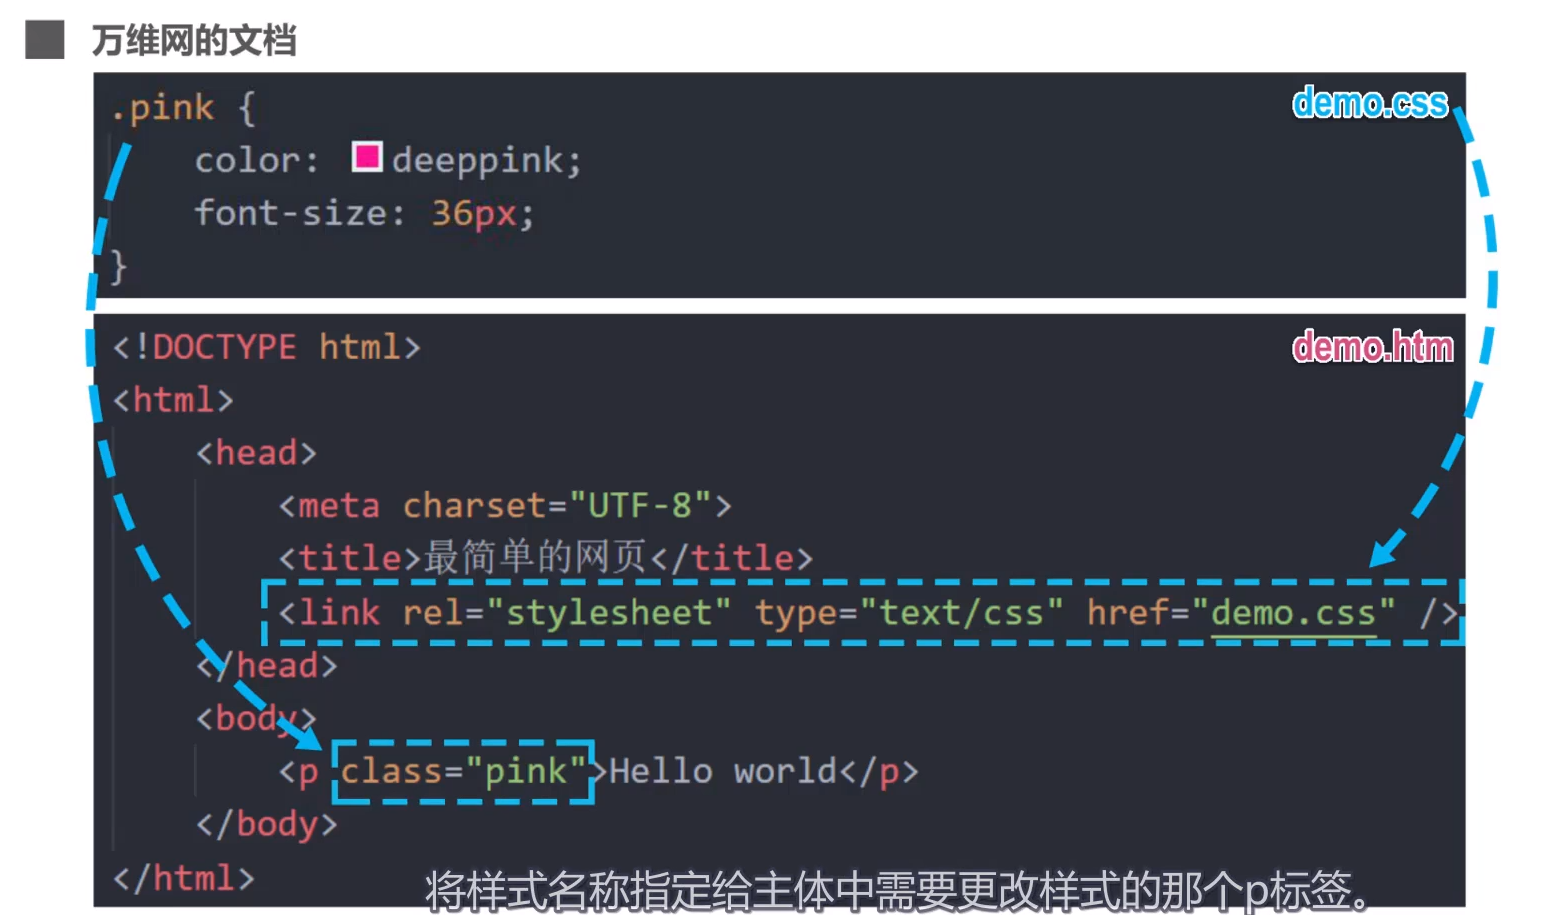 万维网的文档
.pink {
demo.css
color: deeppink;
font-size: 36px;
}
<!DOCTYPE html>
demo.htm
<html>
<head>
<meta charset="UTF-8">
<title>最简单的网页</title>
<link rel="stylesheet" type="text/css" href="demo.css" />
</head>
<body>
<p class="pink">Hello world</p>
</body>
</html>
将样式名称指定给主体中需要更改样式的那个p标签。